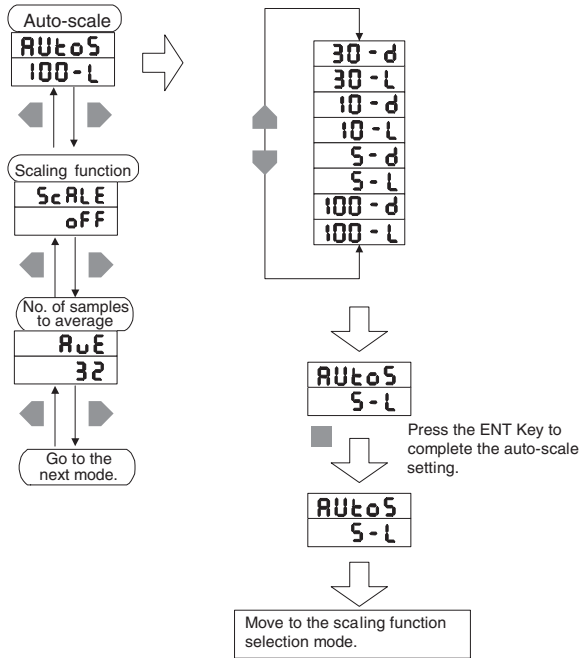 Auto-scale
AUtoS
100-L
Scaling function
ScALE
oFF
No. of samples
to average
AvE
32
Go to the
next mode.
30-d
30-L
10-d
10-L
5-d
5-L
100-d
100-L
AUtoS
5-L
Press the ENT Key to
complete the auto-scale
setting.
AUtoS
5-L
Move to the scaling function
selection mode.